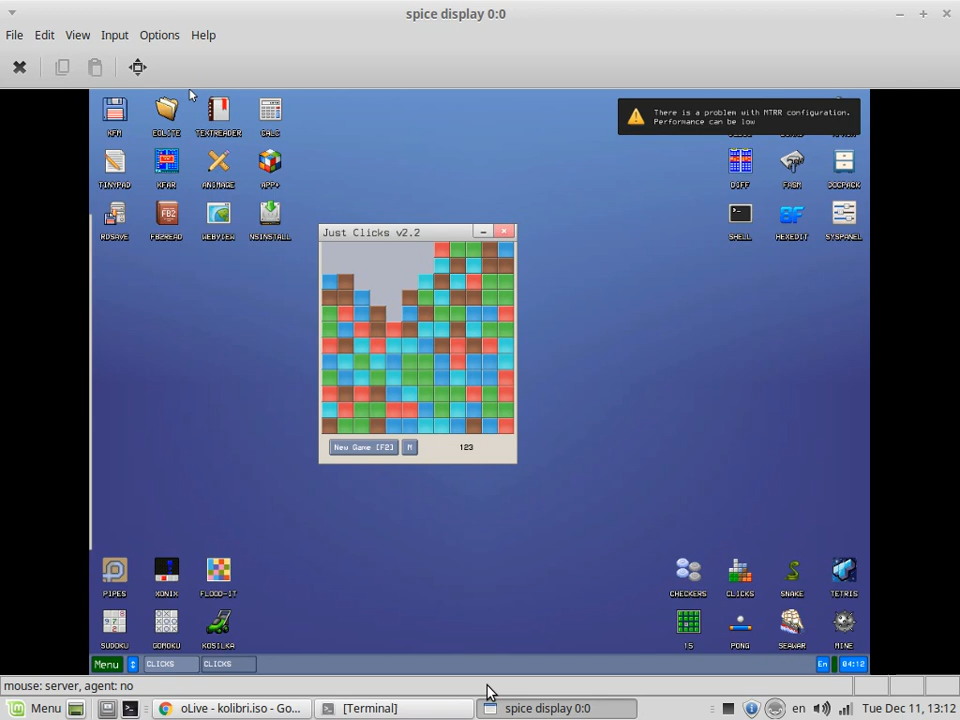 spice display 0:0
File Edit View Input Options Help
There is a problem with MTRR configuration.
Performance can be low
KFM EOLITE TEXTREADER CALC
TINYPAD KFAR ANIMAGE APP+
DIFF FASM DOCPACK
RDSAVE FB2READ WEBVIEW NSINSTALL
SHELL HEXEDIT SYSPANEL
Just Clicks v2.2
New Game [F2] M 123
PIPES XONIX FLOOD-IT
CHECKERS CLICKS SNAKE TETRIS
SUDOKU GOMOKU KOSILKA
15 PONG SEAWAR MINE
Menu CLICKS CLICKS En 04:12
mouse: server, agent: no
Menu oLive - kolibri.iso - Go... [Terminal] spice display 0:0 en Tue Dec 11, 13:12